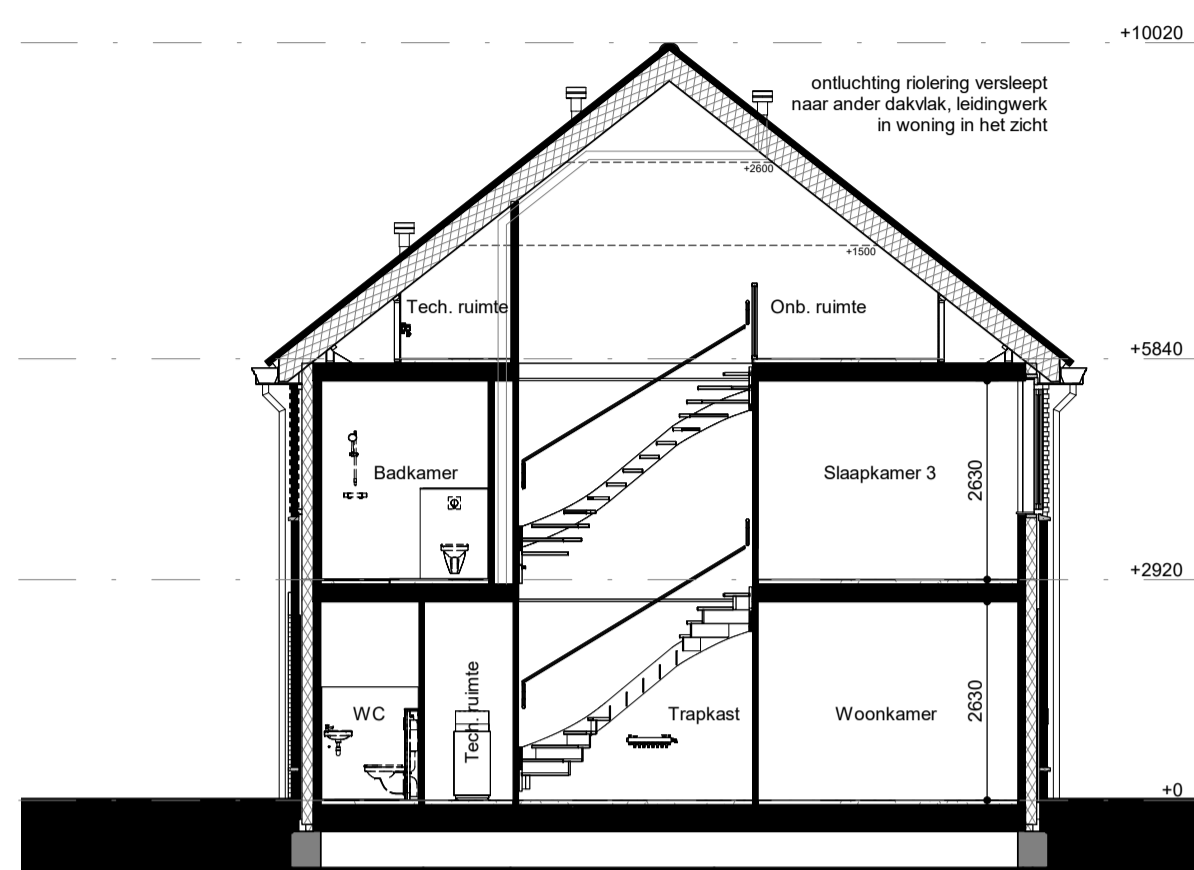 +10020
ontluchting riolering versleept
naar ander dakvlak, leidingwerk
in woning in het zicht
+2600
+1500
Tech. ruimte
Onb. ruimte
+5840
Badkamer
Slaapkamer 3
2630
+2920
WC
Tech. ruimte
Trapkast
Woonkamer
2630
+0